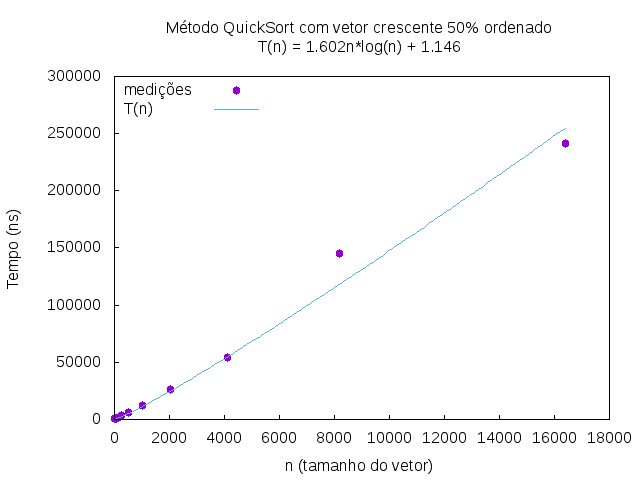 Método QuickSort com vetor crescente 50% ordenado
T(n) = 1.602n*log(n) + 1.146
300000
250000
200000
150000
100000
50000
0
medições
T(n)
Tempo (ns)
0 2000 4000 6000 8000 10000 12000 14000 16000 18000
n (tamanho do vetor)